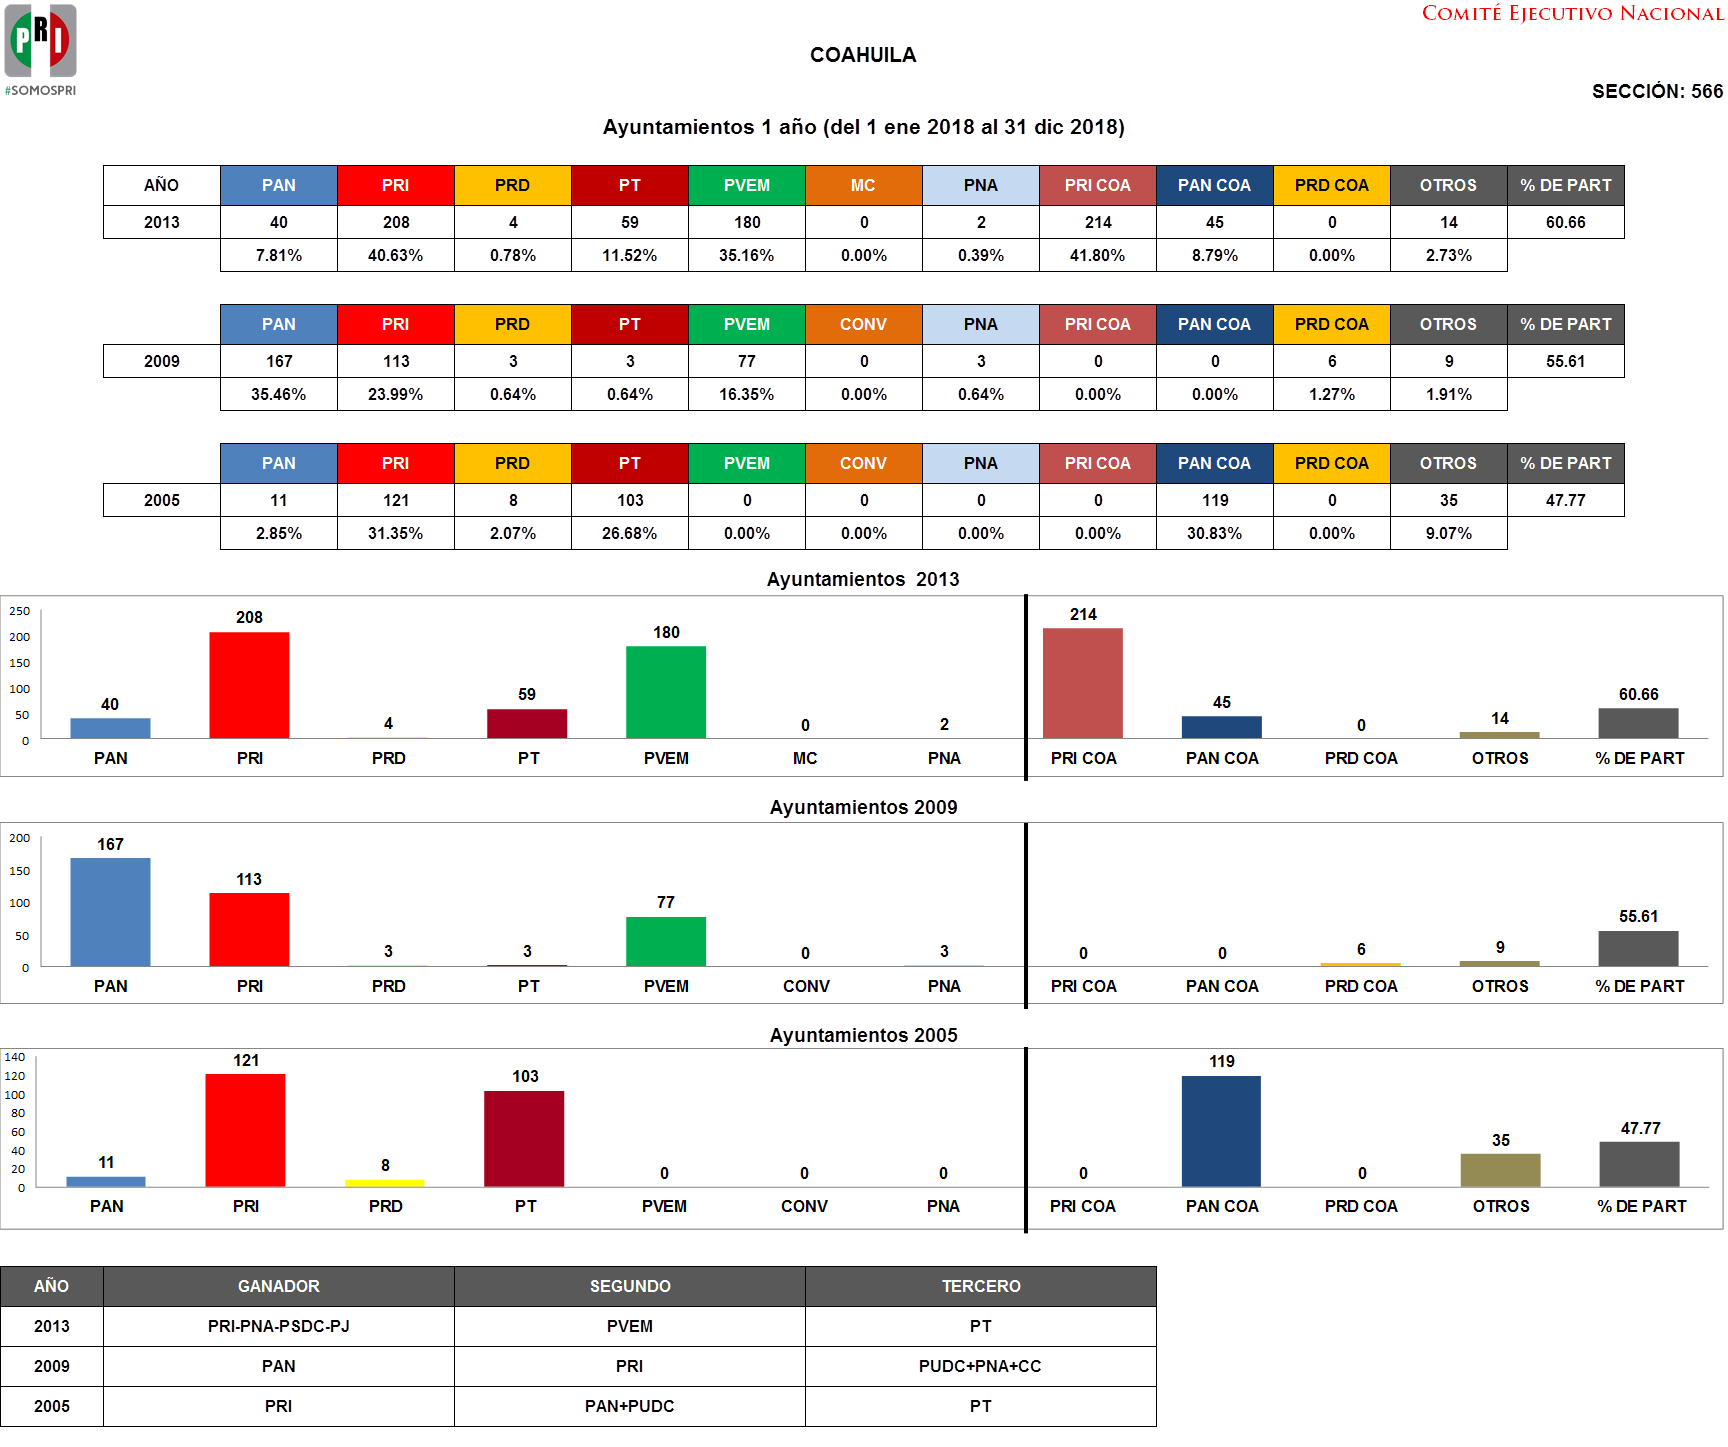 COMITÉ EJECUTIVO NACIONAL
PRI
#SOMOSPRI
COAHUILA
SECCIÓN: 566
Ayuntamientos 1 año (del 1 ene 2018 al 31 dic 2018)
AÑO PAN PRI PRD PT PVEM MC PNA PRI COA PAN COA PRD COA OTROS % DE PART
2013 40 208 4 59 180 0 2 214 45 0 14 60.66
7.81% 40.63% 0.78% 11.52% 35.16% 0.00% 0.39% 41.80% 8.79% 0.00% 2.73%
PAN PRI PRD PT PVEM CONV PNA PRI COA PAN COA PRD COA OTROS % DE PART
2009 167 113 3 3 77 0 3 0 0 6 9 55.61
35.46% 23.99% 0.64% 0.64% 16.35% 0.00% 0.64% 0.00% 0.00% 1.27% 1.91%
PAN PRI PRD PT PVEM CONV PNA PRI COA PAN COA PRD COA OTROS % DE PART
2005 11 121 8 103 0 0 0 0 119 0 35 47.77
2.85% 31.35% 2.07% 26.68% 0.00% 0.00% 0.00% 0.00% 30.83% 0.00% 9.07%
Ayuntamientos 2013
250
200
150
100
50
0
40 208 4 59 180 0 2 214 45 0 14 60.66
PAN PRI PRD PT PVEM MC PNA PRI COA PAN COA PRD COA OTROS % DE PART
Ayuntamientos 2009
200
150
100
50
0
167 113 3 3 77 0 3 0 0 6 9 55.61
PAN PRI PRD PT PVEM CONV PNA PRI COA PAN COA PRD COA OTROS % DE PART
Ayuntamientos 2005
140
120
100
80
60
40
20
0
11 121 8 103 0 0 0 0 119 0 35 47.77
PAN PRI PRD PT PVEM CONV PNA PRI COA PAN COA PRD COA OTROS % DE PART
AÑO GANADOR SEGUNDO TERCERO
2013 PRI-PNA-PSDC-PJ PVEM PT
2009 PAN PRI PUDC+PNA+CC
2005 PRI PAN+PUDC PT